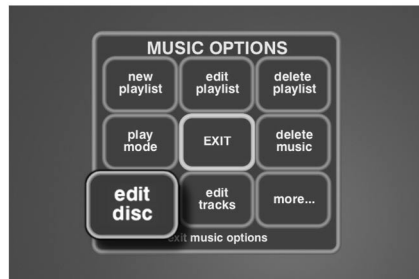 MUSIC OPTIONS
new
playlist
edit
playlist
delete
playlist
play
mode
EXIT
delete
music
edit
disc
edit
tracks
more...
exit music options